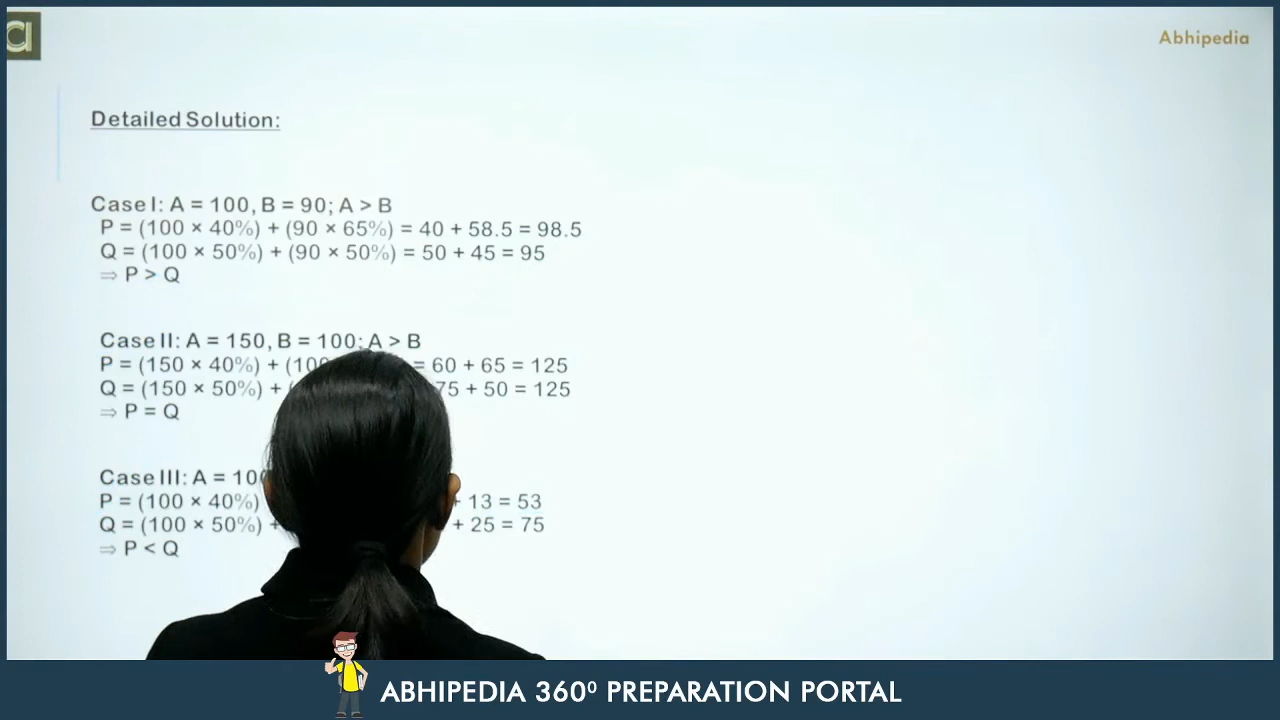 a
Abhipedia
Detailed Solution:
Case I: A = 100, B = 90; A > B
P = (100 × 40%) + (90 × 65%) = 40 + 58.5 = 98.5
Q = (100 × 50%) + (90 × 50%) = 50 + 45 = 95
⇒ P > Q
Case II: A = 150, B = 100; A > B
P = (150 × 40%) + (100 = 60 + 65 = 125
Q = (150 × 50%) + 75 + 50 = 125
⇒ P = Q
Case III: A = 100
P = (100 × 40%) + 13 = 53
Q = (100 × 50%) + + 25 = 75
⇒ P < Q
ABHIPEDIA 360⁰ PREPARATION PORTAL